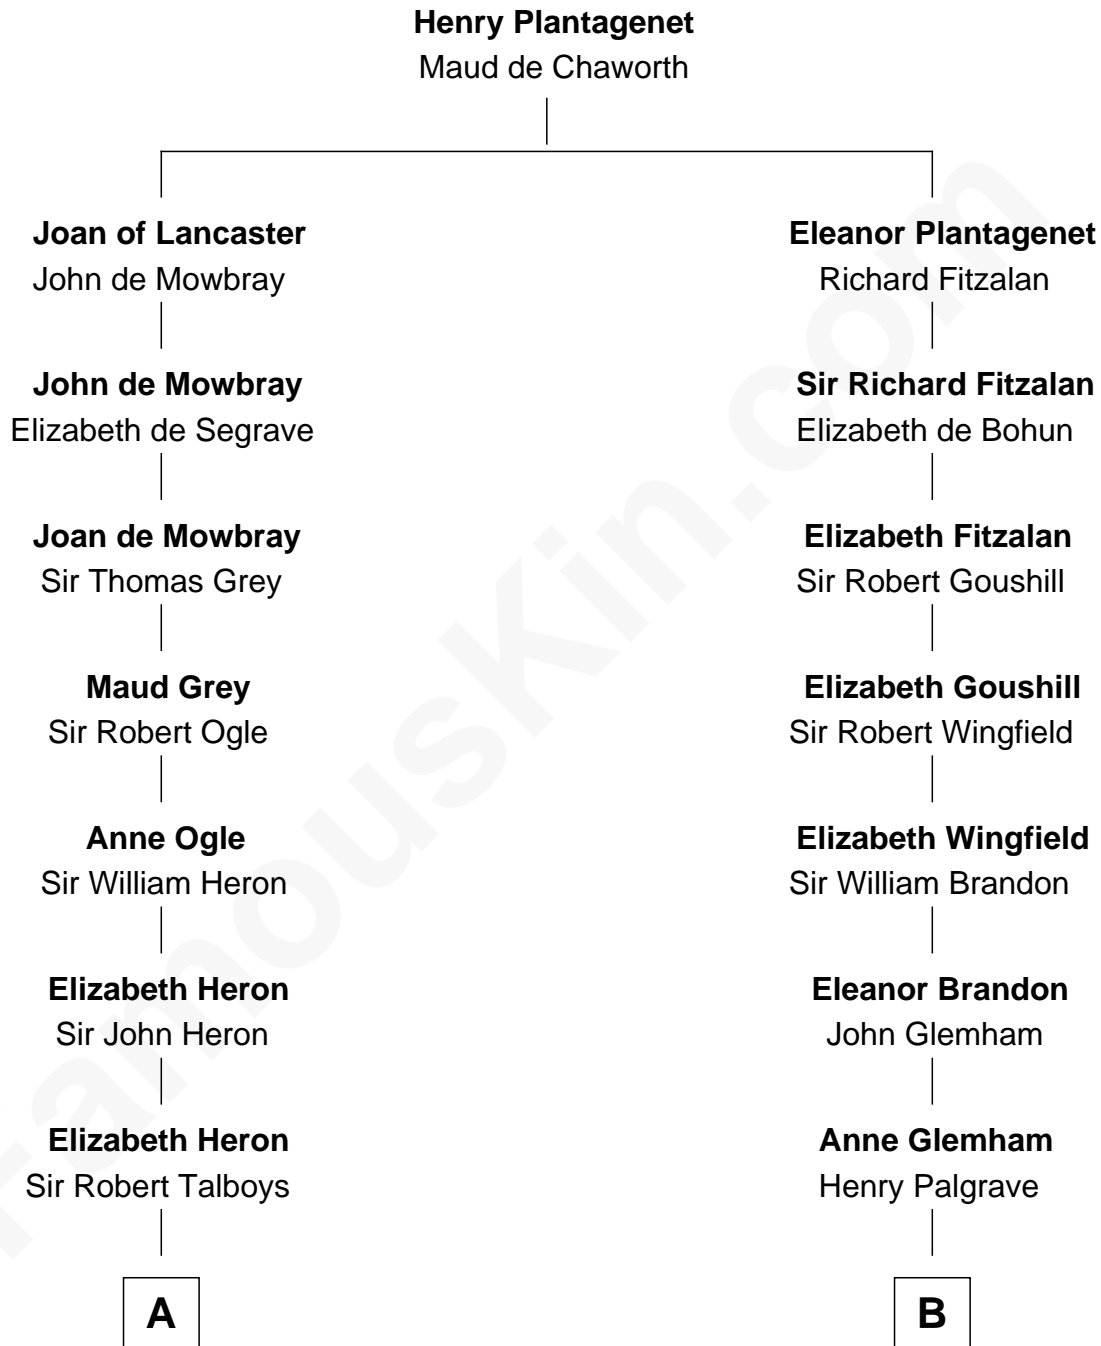 Henry Plantagenet
Maud de Chaworth
Joan of Lancaster
John de Mowbray
Eleanor Plantagenet
Richard Fitzalan
John de Mowbray
Elizabeth de Segrave
Sir Richard Fitzalan
Elizabeth de Bohun
Joan de Mowbray
Sir Thomas Grey
Elizabeth Fitzalan
Sir Robert Goushill
Maud Grey
Sir Robert Ogle
Elizabeth Goushill
Sir Robert Wingfield
Anne Ogle
Sir William Heron
Elizabeth Wingfield
Sir William Brandon
Elizabeth Heron
Sir John Heron
Eleanor Brandon
John Glemham
Elizabeth Heron
Sir Robert Talboys
Anne Glemham
Henry Palgrave
A
B
FamousKin.com